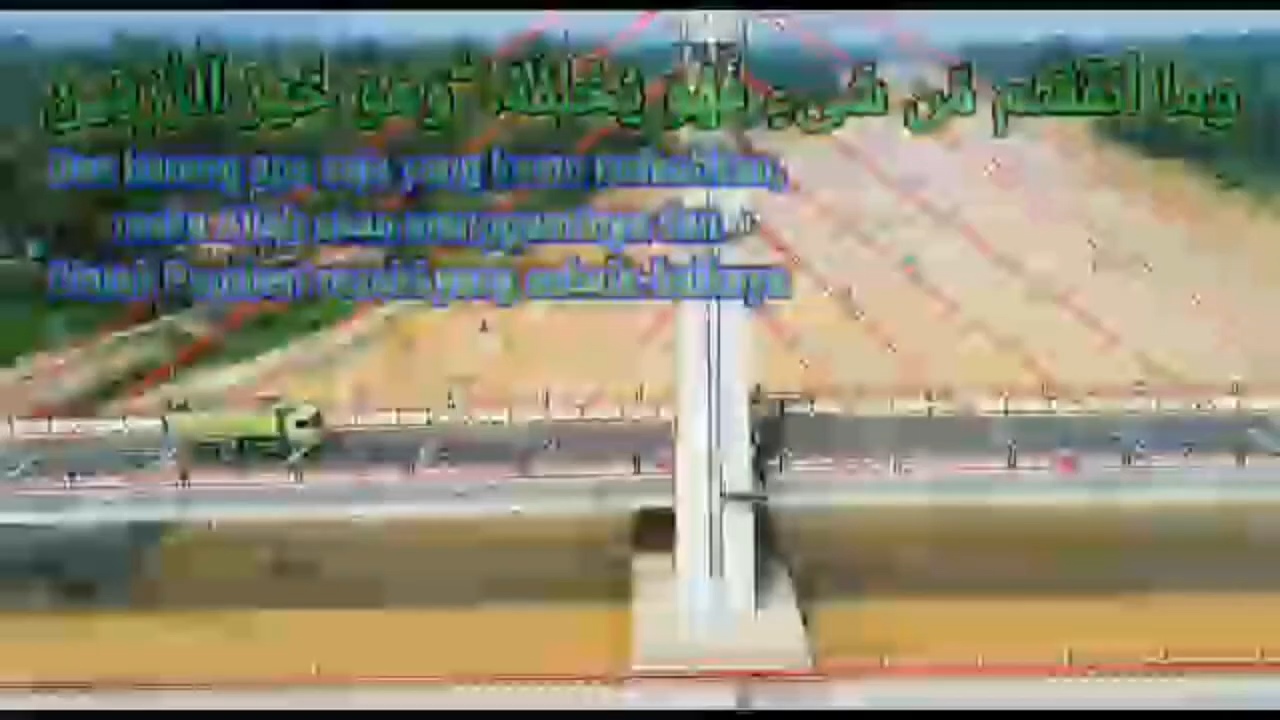 وما أنفقتم من شيء فهو يخلفه وهو خير الرازقين
Dan barang apa saja yang kamu nafkahkan,
maka Allah akan menggantinya dan
Dialah Pemberi rezeki yang sebaik-baiknya